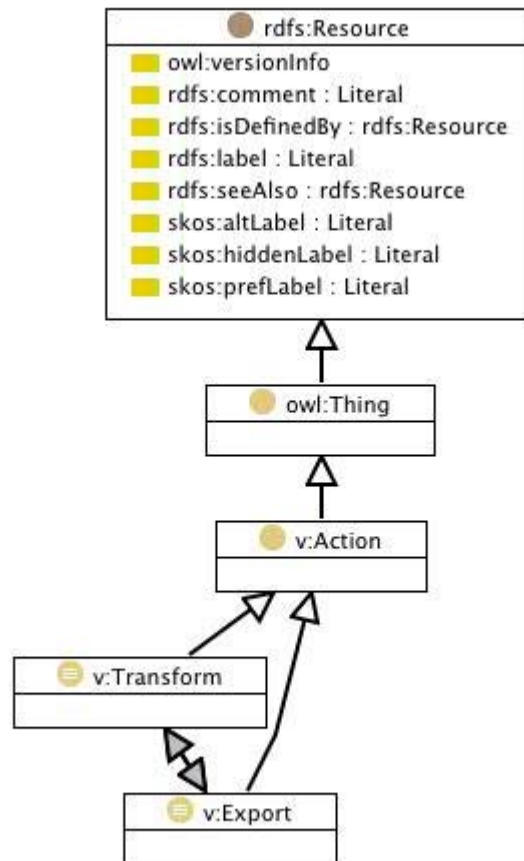 rdfs:Resource
owl:versionInfo
rdfs:comment : Literal
rdfs:isDefinedBy : rdfs:Resource
rdfs:label : Literal
rdfs:seeAlso : rdfs:Resource
skos:altLabel : Literal
skos:hiddenLabel : Literal
skos:prefLabel : Literal
owl:Thing
v:Action
v:Transform
v:Export